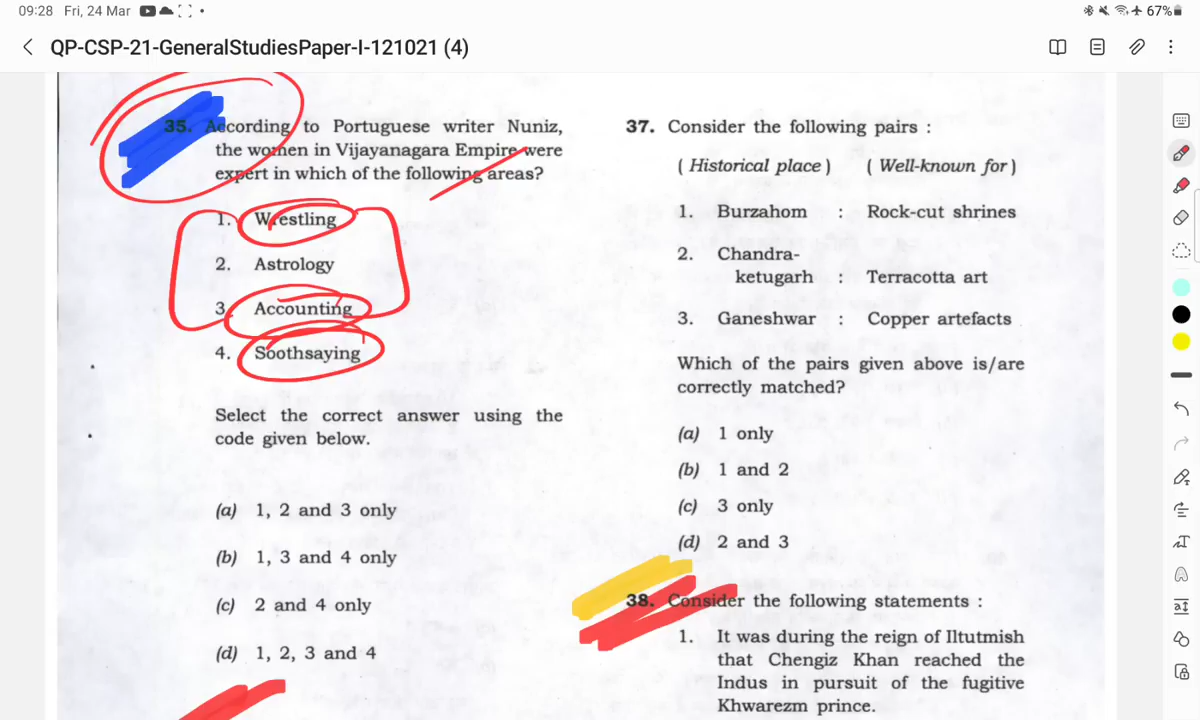 09:28 Fri, 24 Mar
67%
QP-CSP-21-GeneralStudiesPaper-I-121021 (4)
35. According to Portuguese writer Nuniz,
the women in Vijayanagara Empire were
expert in which of the following areas?
1. Wrestling
2. Astrology
3. Accounting
4. Soothsaying
Select the correct answer using the
code given below.
(a) 1, 2 and 3 only
(b) 1, 3 and 4 only
(c) 2 and 4 only
(d) 1, 2, 3 and 4
37. Consider the following pairs :
( Historical place ) ( Well-known for )
1. Burzahom : Rock-cut shrines
2. Chandra-
ketugarh : Terracotta art
3. Ganeshwar : Copper artefacts
Which of the pairs given above is/are
correctly matched?
(a) 1 only
(b) 1 and 2
(c) 3 only
(d) 2 and 3
38. Consider the following statements :
1. It was during the reign of Iltutmish
that Chengiz Khan reached the
Indus in pursuit of the fugitive
Khwarezm prince.